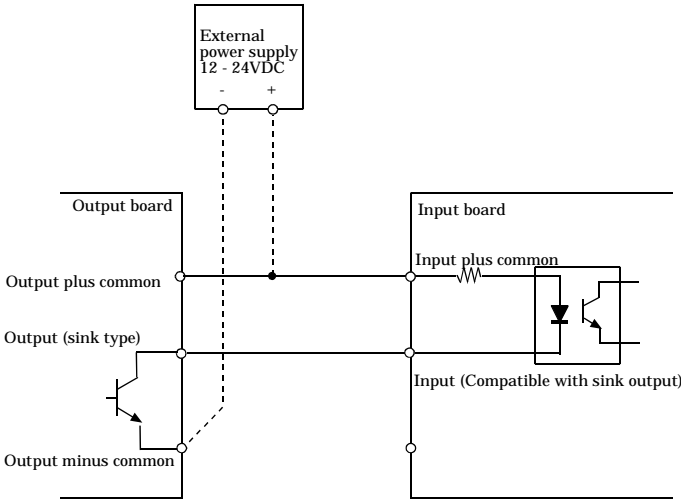 External
power supply
12 - 24VDC
- +
Output board
Input board
Input plus common
Output plus common
Output (sink type)
Input (Compatible with sink output)
Output minus common